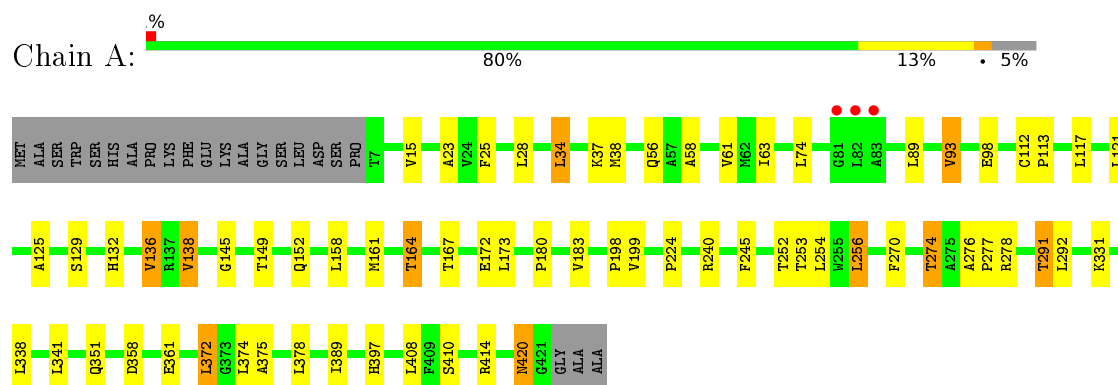 .%
Chain A:
80% 13% • 5%
MET ALA SER TRP SER HIS ALA PRO LYS PHE GLU LYS ALA GLY SER LEU ASP SER PRO T7 V15 A23 V24 F25 L28 L34 K37 M38 Q56 A57 A58 V61 M62 I63 L74 G81 L82 A83 L89 V93 E98 C112 P113 L117 L121
A125 S129 H132 V136 R137 V138 G145 T149 Q152 L158 M161 T164 T167 E172 L173 P180 V183 P198 V199 P224 R240 F245 T252 T253 L254 W255 L256 F270 T274 A275 A276 P277 R278 T291 L292 K331
L338 L341 Q351 D358 E361 L372 G373 L374 A375 L378 I389 H397 L408 F409 S410 R414 N420 G421 GLY ALA ALA